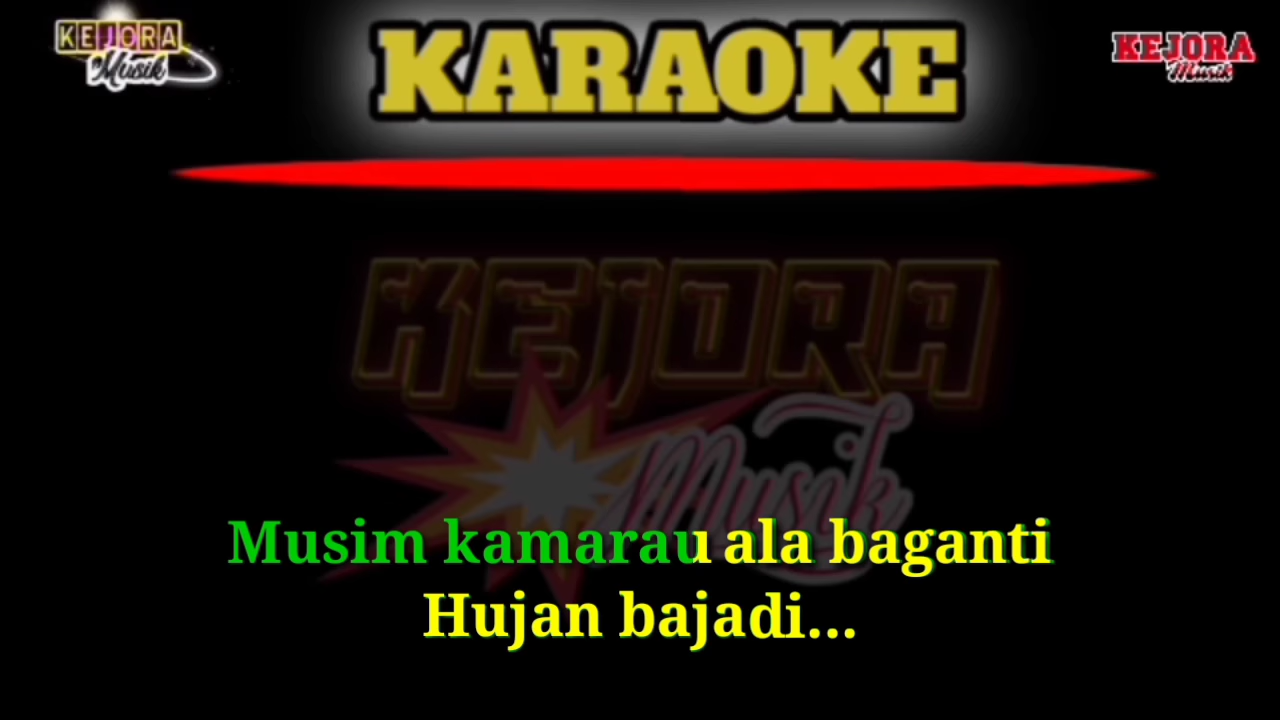 KEJORA
Musik
KARAOKE
KEJORA
Musik
KEJORA
Musik
Musim kamarau ala baganti
Hujan bajadi...